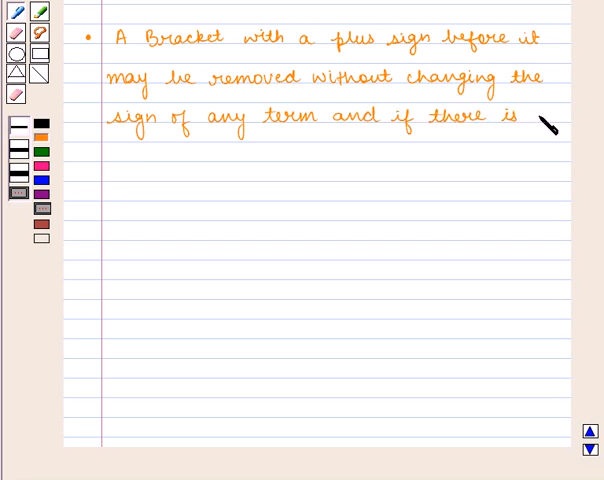 • A Bracket with a plus sign before it
may be removed without changing the
sign of any term and if there is